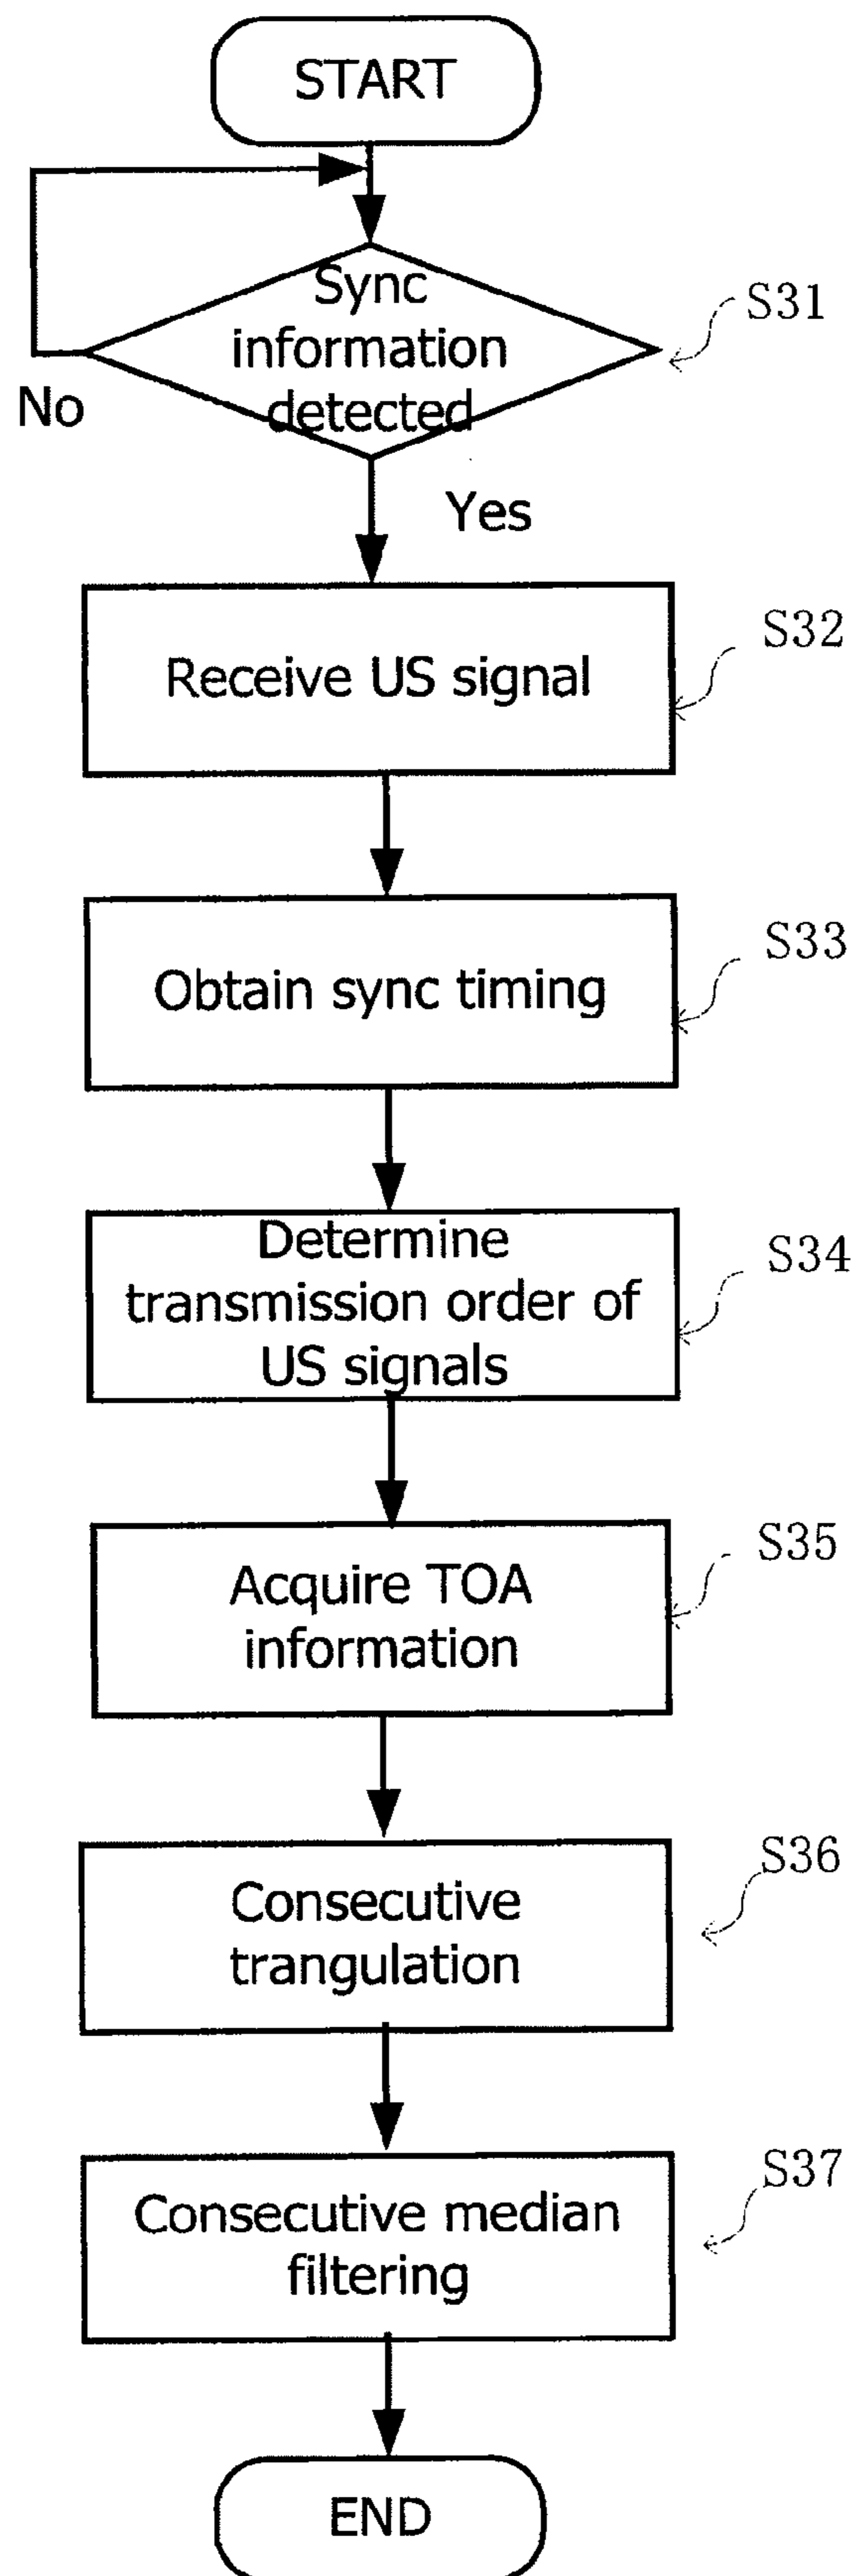 START
Sync
information
detected
S31
No
Yes
Receive US signal
S32
Obtain sync timing
S33
Determine
transmission order of
US signals
S34
Acquire TOA
information
S35
Consecutive
trangulation
S36
Consecutive median
filtering
S37
END